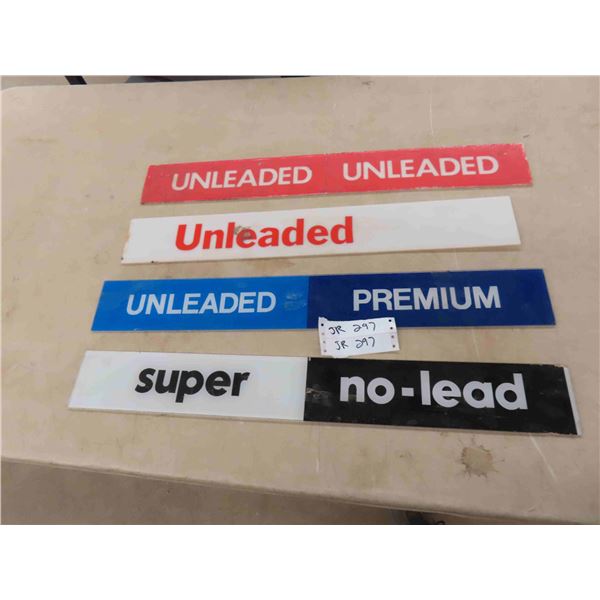 UNLEADED UNLEADED
Unleaded
UNLEADED PREMIUM
JR 297
JR 297
super no-lead